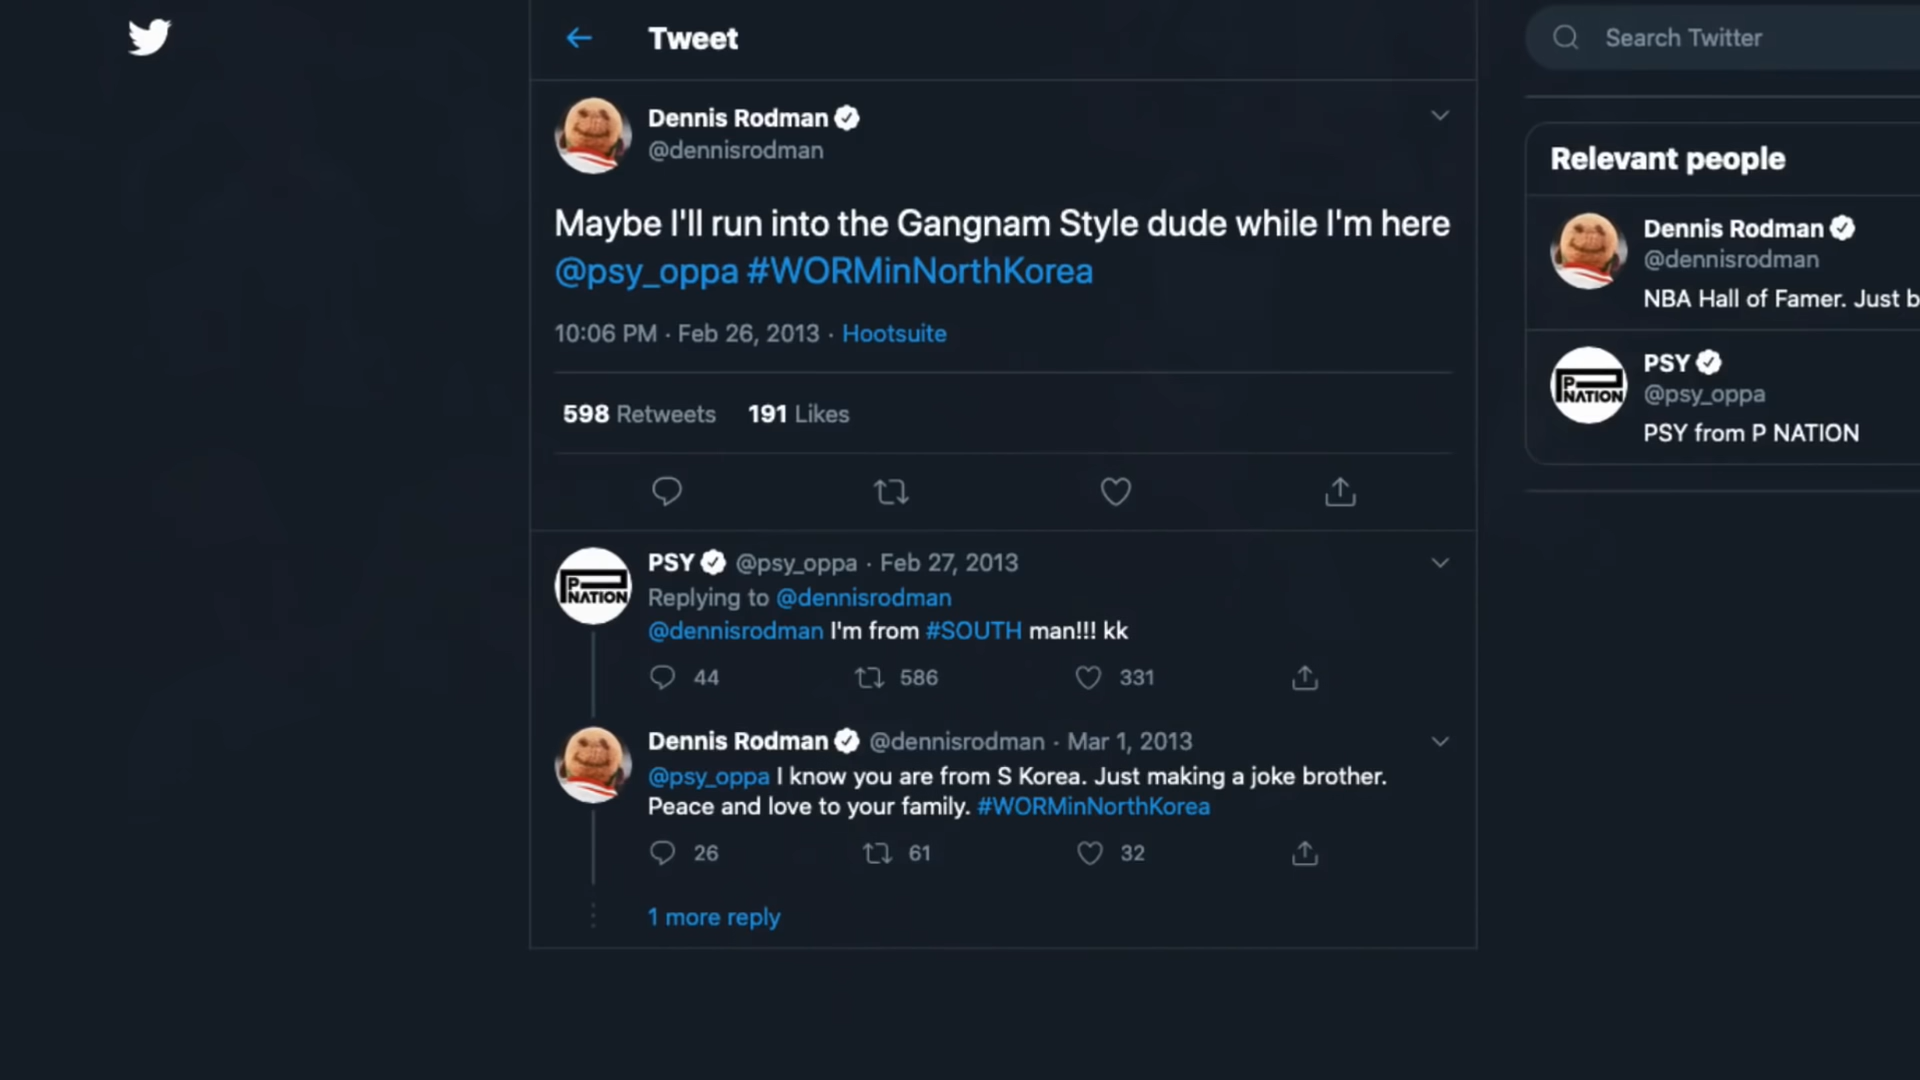 Tweet
Search Twitter
Dennis Rodman
@dennisrodman
Maybe I'll run into the Gangnam Style dude while I'm here
@psy_oppa #WORMinNorthKorea
10:06 PM · Feb 26, 2013 · Hootsuite
598 Retweets 191 Likes
PSY @psy_oppa · Feb 27, 2013
Replying to @dennisrodman
@dennisrodman I'm from #SOUTH man!!! kk
44 586 331
P NATION
Dennis Rodman @dennisrodman · Mar 1, 2013
@psy_oppa I know you are from S Korea. Just making a joke brother.
Peace and love to your family. #WORMinNorthKorea
26 61 32
1 more reply
Relevant people
Dennis Rodman
@dennisrodman
NBA Hall of Famer. Just b
P NATION
PSY
@psy_oppa
PSY from P NATION